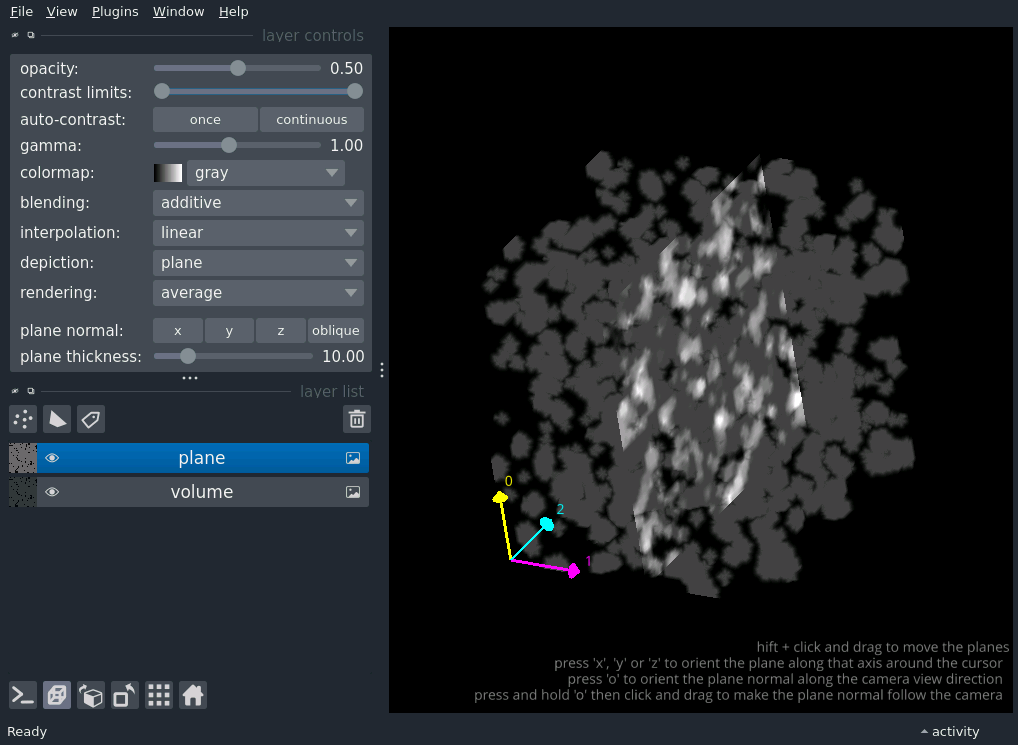 File View Plugins Window Help
layer controls
opacity: 0.50
contrast limits:
auto-contrast: once continuous
gamma: 1.00
colormap: gray
blending: additive
interpolation: linear
depiction: plane
rendering: average
plane normal: x y z oblique
plane thickness: 10.00
layer list
plane
volume
0
2
1
hift + click and drag to move the planes
press 'x', 'y' or 'z' to orient the plane along that axis around the cursor
press 'o' to orient the plane normal along the camera view direction
press and hold 'o' then click and drag to make the plane normal follow the camera
Ready activity